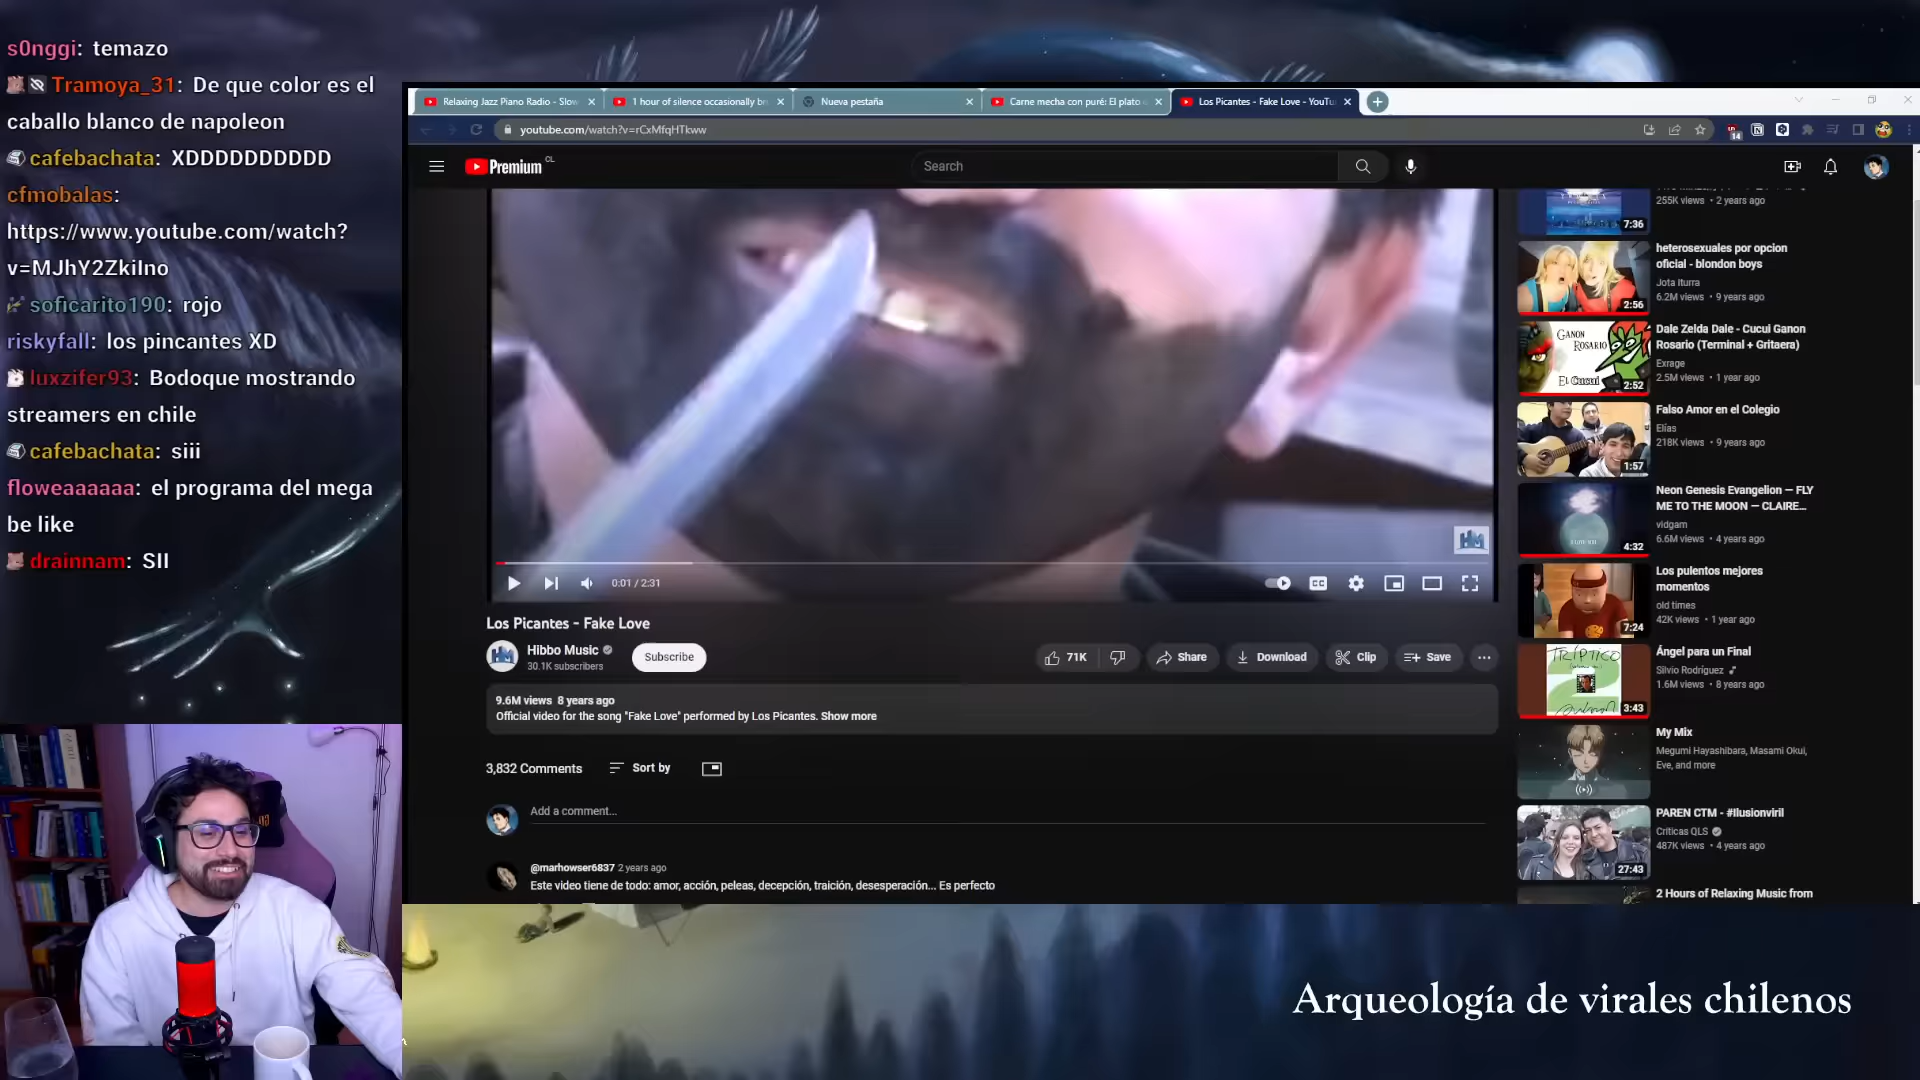 s0nggi: temazo
Tramoya_31: De que color es el
caballo blanco de napoleon
cafebachata: XDDDDDDDDDD
cfmobalas:
https://www.youtube.com/watch?
v=MJhY2ZkiIno
soficarito190: rojo
riskyfall: los pincantes XD
luxzifer93: Bodoque mostrando
streamers en chile
cafebachata: siii
floweaaaaaa: el programa del mega
be like
drainnam: SII
Relaxing Jazz Piano Radio - Slow
1 hour of silence occasionally br
Nueva pestaña
Carne mecha con puré: El plato
Los Picantes - Fake Love - YouTu
youtube.com/watch?v=rCxMfqHTkww
14
Premium CL
Search
0:01 / 2:31
CC
HM
Los Picantes - Fake Love
HM
Hibbo Music
30.1K subscribers
Subscribe
71K
Share
Download
Clip
Save
9.6M views 8 years ago
Official video for the song "Fake Love" performed by Los Picantes. Show more
3,832 Comments
Sort by
Add a comment...
@marhowser6837 2 years ago
Este video tiene de todo: amor, acción, peleas, decepción, traición, desesperación... Es perfecto
255K views • 2 years ago
7:36
heterosexuales por opcion
oficial - blondon boys
Jota Iturra
6.2M views • 9 years ago
2:56
Dale Zelda Dale - Cucui Ganon
Rosario (Terminal + Gritaera)
Exrage
2.5M views • 1 year ago
GANON
ROSARIO
El Cucui
2:52
Falso Amor en el Colegio
Elías
218K views • 9 years ago
1:57
Neon Genesis Evangelion — FLY
ME TO THE MOON — CLAIRE...
vidgam
6.6M views • 4 years ago
4:32
Los pulentos mejores
momentos
old times
42K views • 1 year ago
7:24
Ángel para un Final
Silvio Rodríguez
1.6M views • 8 years ago
TRÍPTICO
2
3:43
My Mix
Megumi Hayashibara, Masami Okui,
Eve, and more
PAREN CTM - #Ilusionviril
Críticas QLS
487K views • 4 years ago
27:43
2 Hours of Relaxing Music from
Arqueología de virales chilenos